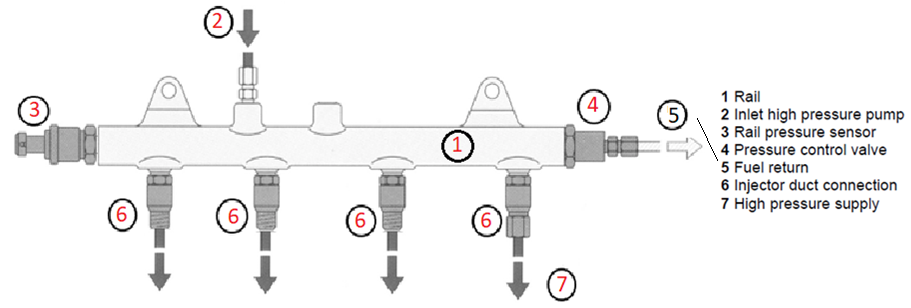 2
3
4
5
1
6
6
6
6
7
1 Rail
2 Inlet high pressure pump
3 Rail pressure sensor
4 Pressure control valve
5 Fuel return
6 Injector duct connection
7 High pressure supply